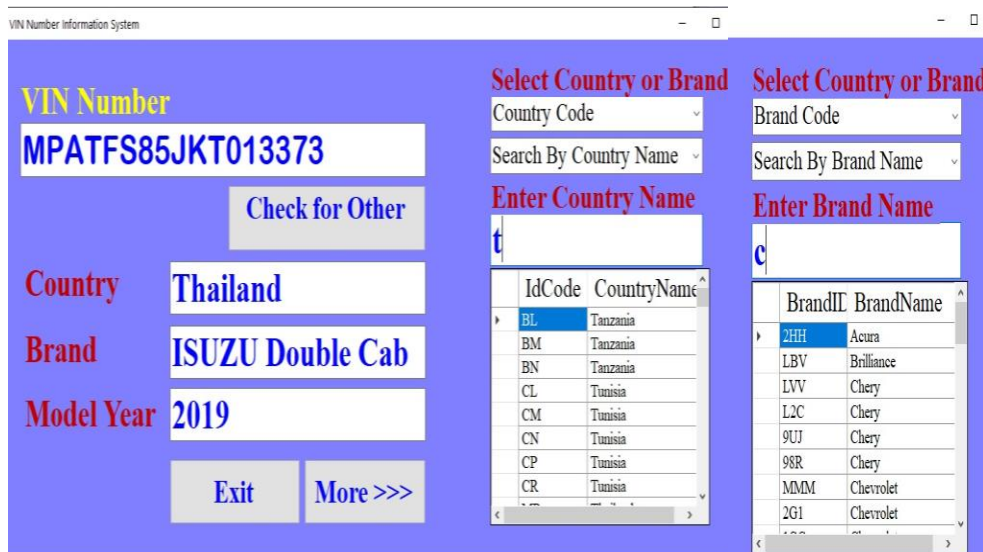 VIN Number Information System
VIN Number
MPATFS85JKT013373
Check for Other
Country Thailand
Brand ISUZU Double Cab
Model Year 2019
Exit More >>>
Select Country or Brand
Country Code
Search By Country Name
Enter Country Name
t
IdCode CountryName
BL Tanzania
BM Tanzania
BN Tanzania
CL Tunisia
CM Tunisia
CN Tunisia
CP Tunisia
CR Tunisia
Select Country or Brand
Brand Code
Search By Brand Name
Enter Brand Name
c
BrandID BrandName
2HH Acura
LBV Brilliance
LVV Chery
L2C Chery
9UJ Chery
98R Chery
MMM Chevrolet
2G1 Chevrolet